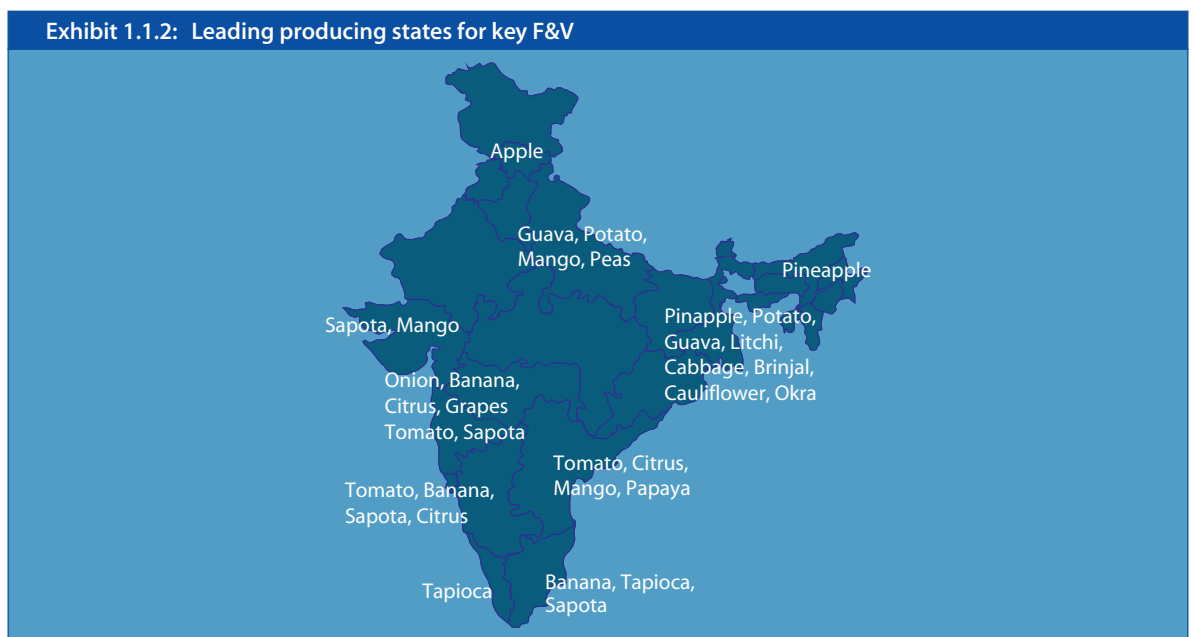 Exhibit 1.1.2: Leading producing states for key F&V
Apple
Guava, Potato,
Mango, Peas
Pineapple
Sapota, Mango
Pinapple, Potato,
Guava, Litchi,
Cabbage, Brinjal,
Cauliflower, Okra
Onion, Banana,
Citrus, Grapes
Tomato, Sapota
Tomato, Citrus,
Mango, Papaya
Tomato, Banana,
Sapota, Citrus
Tapioca
Banana, Tapioca,
Sapota